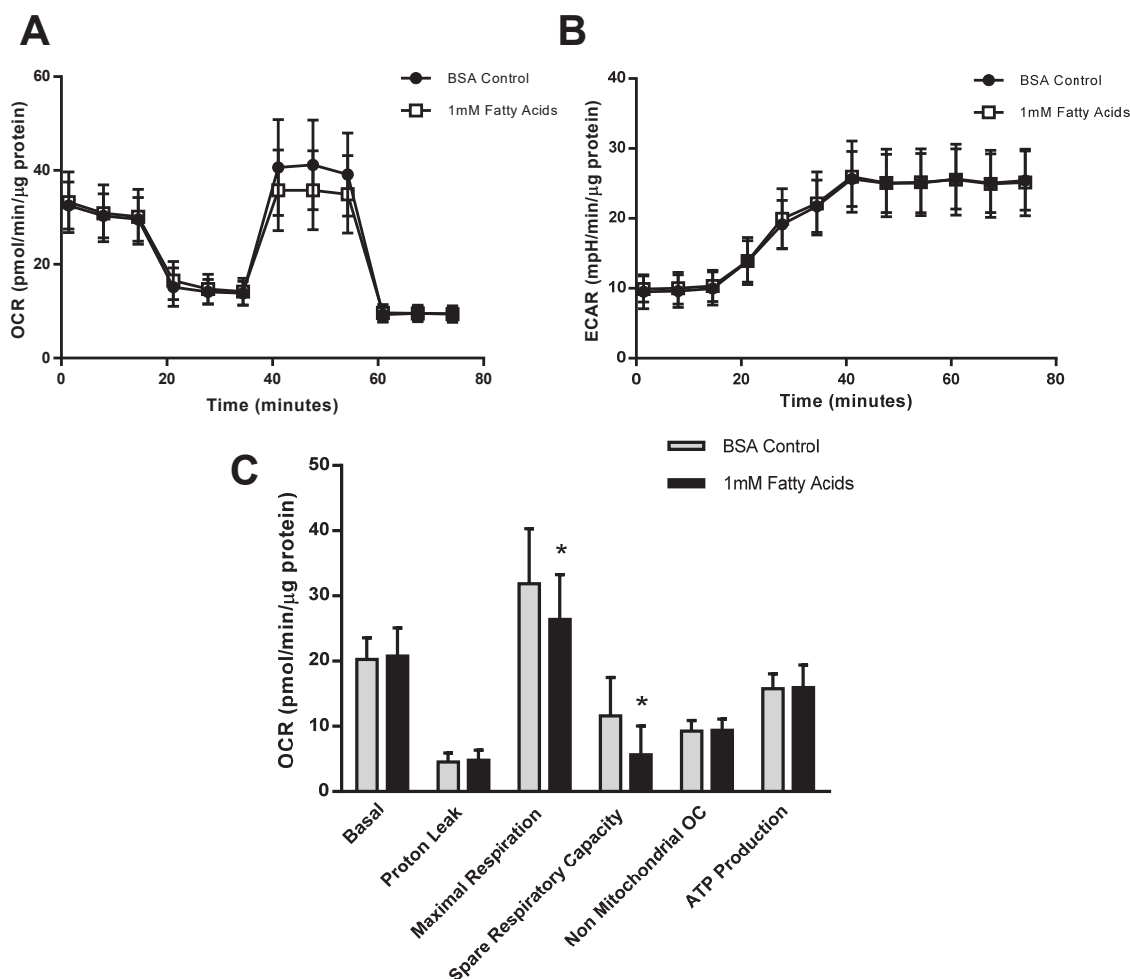 A
B
60
40
20
0
OCR (pmol/min/μg protein)
BSA Control
1mM Fatty Acids
0 20 40 60 80
Time (minutes)
40
30
20
10
0
ECAR (mpH/min/μg protein)
BSA Control
1mM Fatty Acids
0 20 40 60 80
Time (minutes)
C
BSA Control
1mM Fatty Acids
50
40
30
20
10
0
OCR (pmol/min/μg protein)
*
*
Basal
Proton Leak
Maximal Respiration
Spare Respiratory Capacity
Non Mitochondrial OC
ATP Production